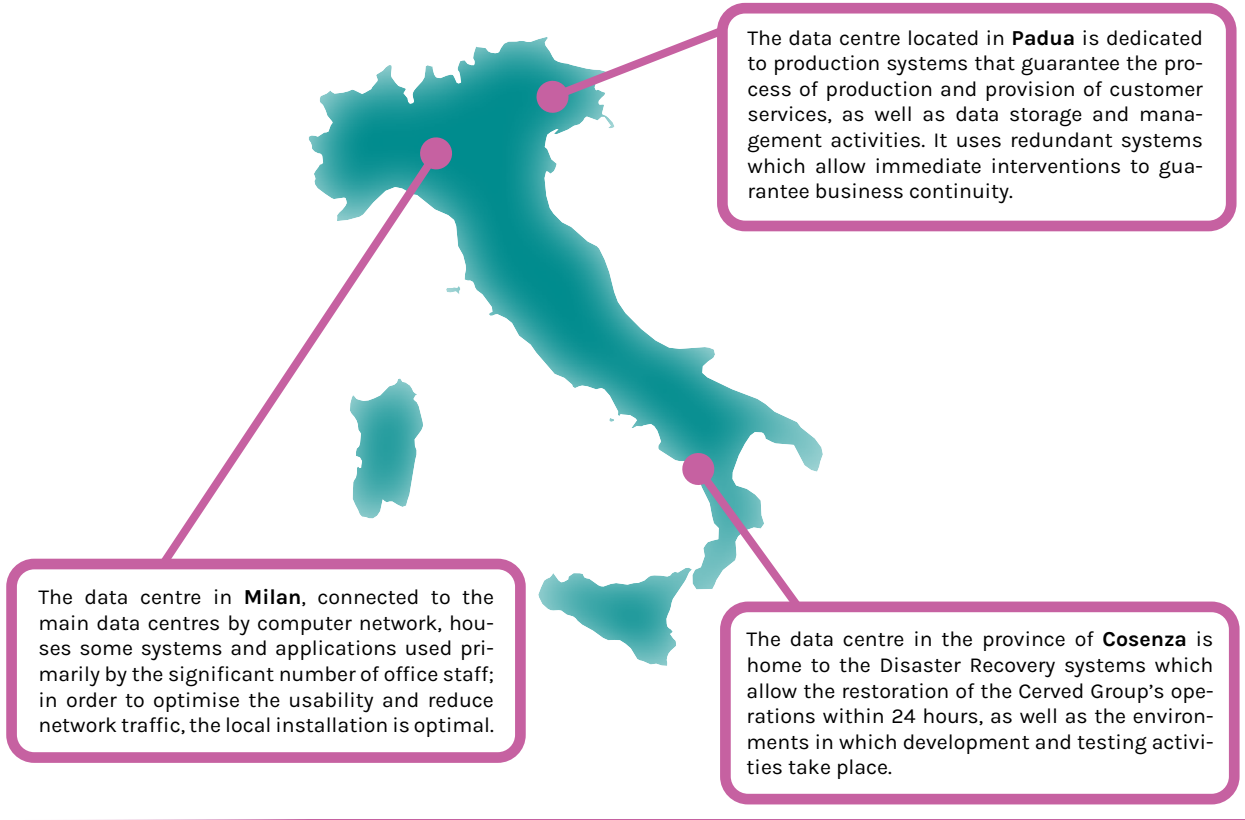 The data centre located in Padua is dedicated
to production systems that guarantee the pro-
cess of production and provision of customer
services, as well as data storage and mana-
gement activities. It uses redundant systems
which allow immediate interventions to gua-
rantee business continuity.
The data centre in Milan, connected to the
main data centres by computer network, hou-
ses some systems and applications used pri-
marily by the significant number of office staff;
in order to optimise the usability and reduce
network traffic, the local installation is optimal.
The data centre in the province of Cosenza is
home to the Disaster Recovery systems which
allow the restoration of the Cerved Group's ope-
rations within 24 hours, as well as the environ-
ments in which development and testing activi-
ties take place.